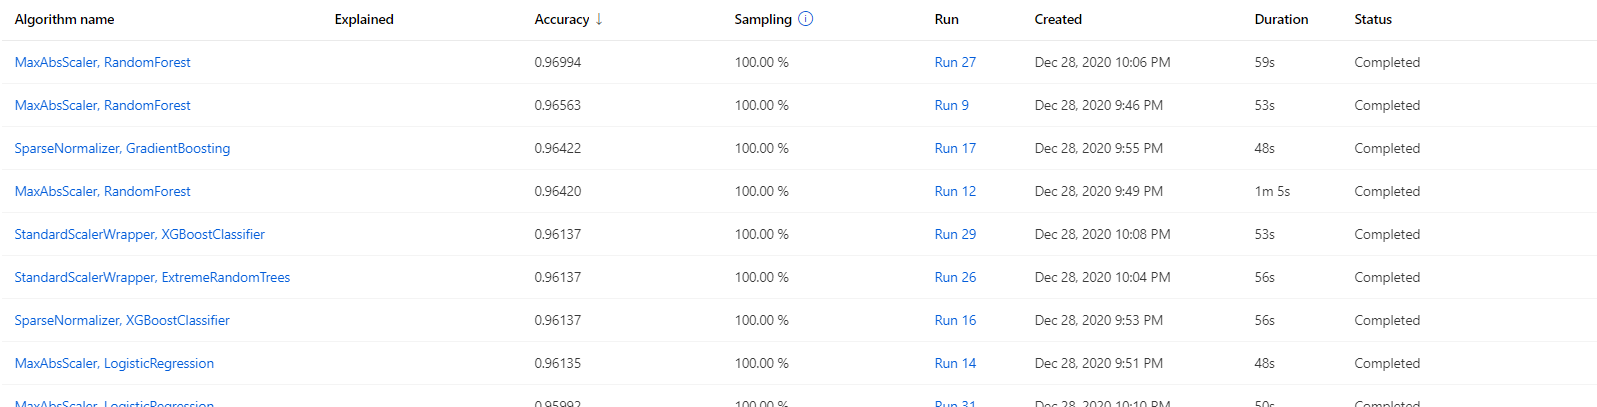 Algorithm name Explained Accuracy ↓ Sampling Run Created Duration Status
MaxAbsScaler, RandomForest 0.96994 100.00 % Run 27 Dec 28, 2020 10:06 PM 59s Completed
MaxAbsScaler, RandomForest 0.96563 100.00 % Run 9 Dec 28, 2020 9:46 PM 53s Completed
SparseNormalizer, GradientBoosting 0.96422 100.00 % Run 17 Dec 28, 2020 9:55 PM 48s Completed
MaxAbsScaler, RandomForest 0.96420 100.00 % Run 12 Dec 28, 2020 9:49 PM 1m 5s Completed
StandardScalerWrapper, XGBoostClassifier 0.96137 100.00 % Run 29 Dec 28, 2020 10:08 PM 53s Completed
StandardScalerWrapper, ExtremeRandomTrees 0.96137 100.00 % Run 26 Dec 28, 2020 10:04 PM 56s Completed
SparseNormalizer, XGBoostClassifier 0.96137 100.00 % Run 16 Dec 28, 2020 9:53 PM 56s Completed
MaxAbsScaler, LogisticRegression 0.96135 100.00 % Run 14 Dec 28, 2020 9:51 PM 48s Completed
MaxAbsScaler, LogisticRegression 0.95992 100.00 % Run 31 Dec 28, 2020 10:10 PM 50s Completed